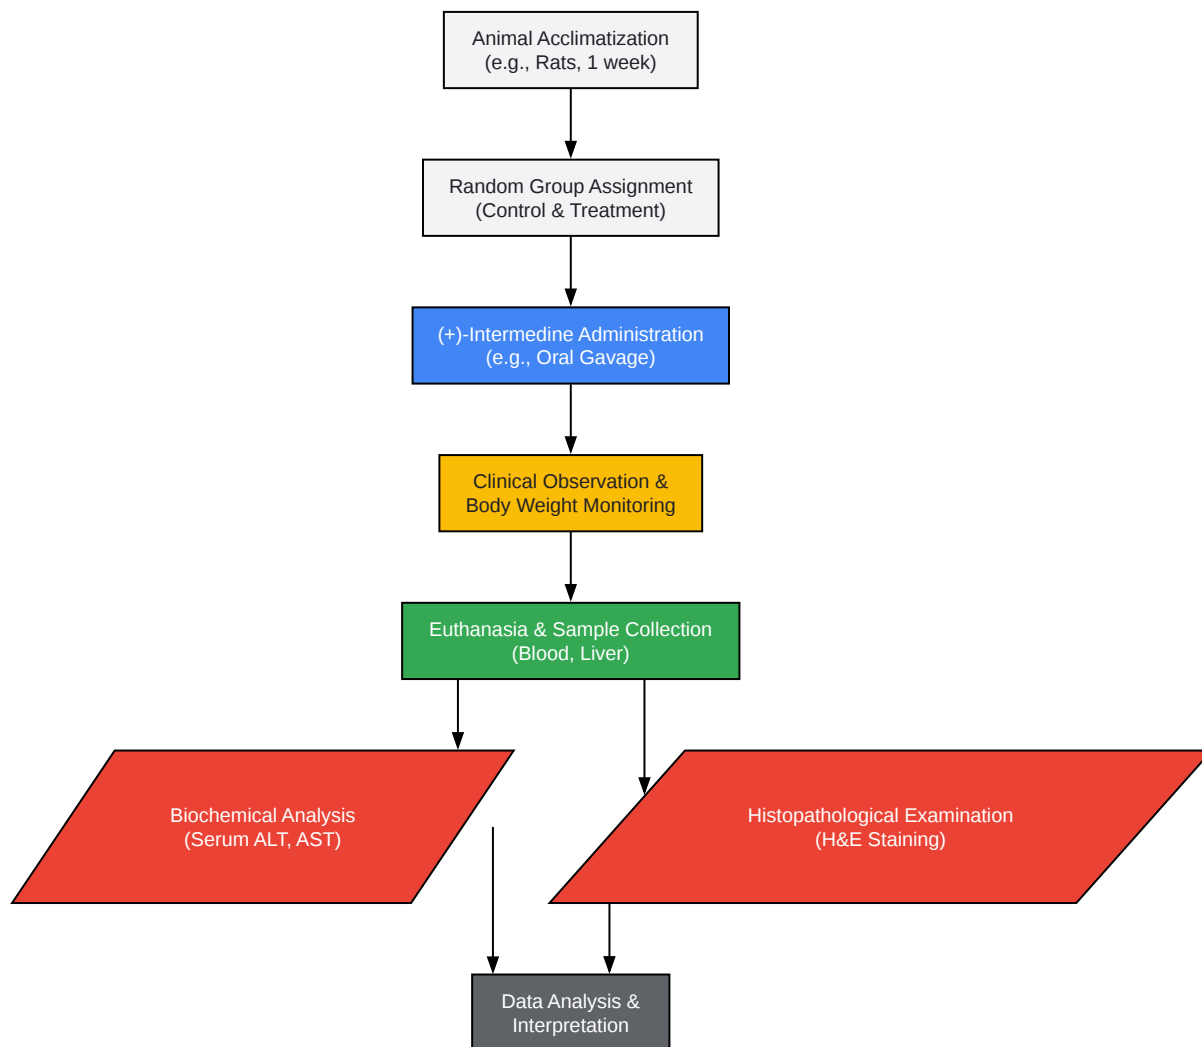 Animal Acclimatization
(e.g., Rats, 1 week)
Random Group Assignment
(Control & Treatment)
(+)-Intermedine Administration
(e.g., Oral Gavage)
Clinical Observation &
Body Weight Monitoring
Euthanasia & Sample Collection
(Blood, Liver)
Biochemical Analysis
(Serum ALT, AST)
Histopathological Examination
(H&E Staining)
Data Analysis &
Interpretation